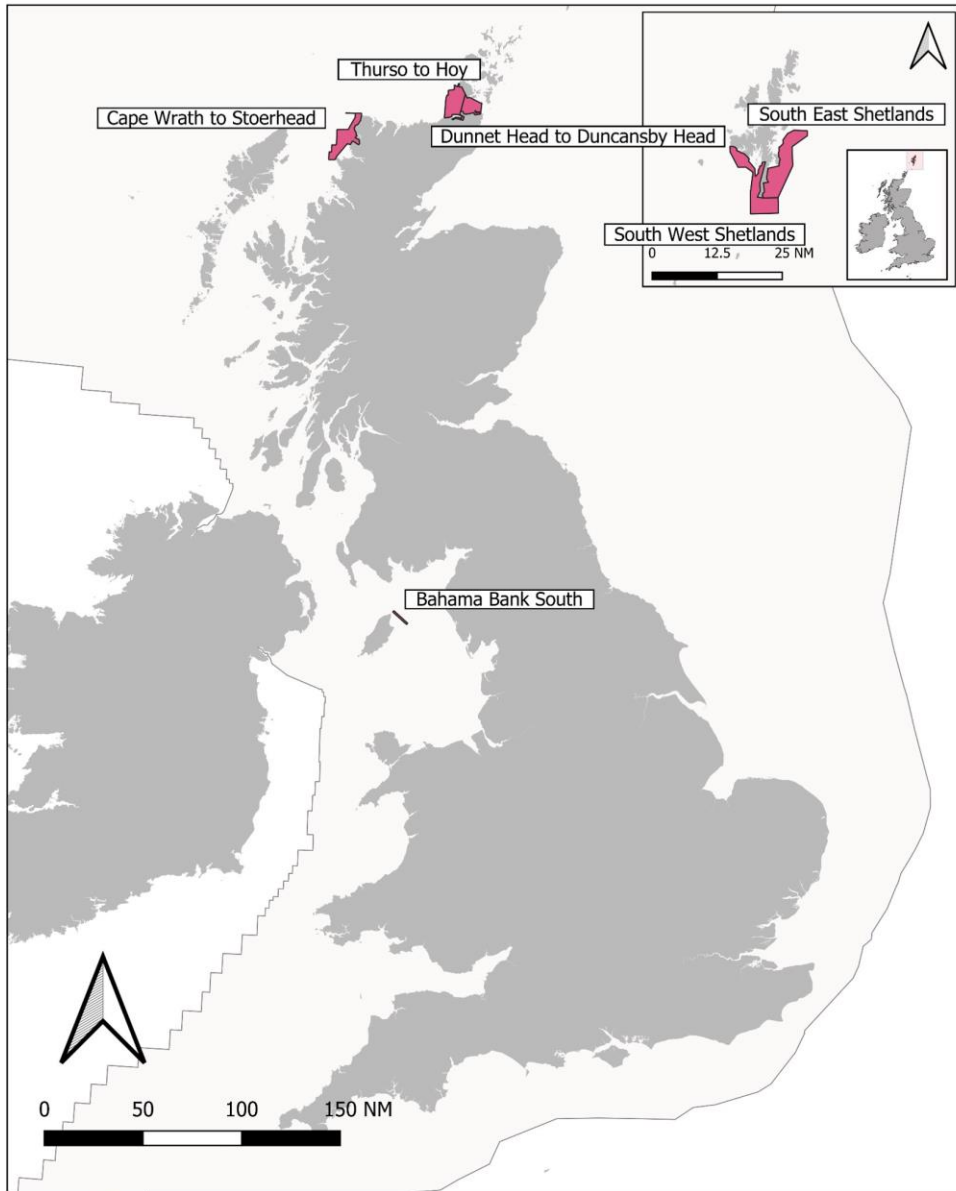 Thurso to Hoy
Cape Wrath to Stoerhead
South East Shetlands
Dunnet Head to Duncansby Head
South West Shetlands
0 12.5 25 NM
Bahama Bank South
0 50 100 150 NM